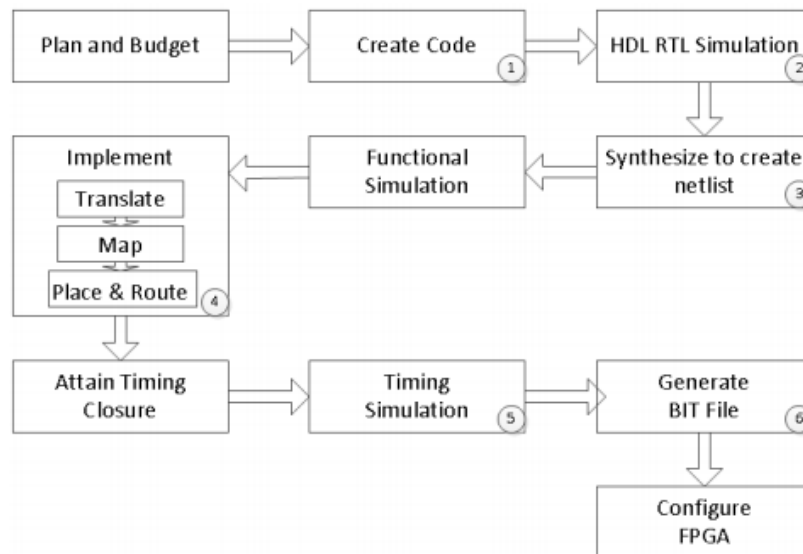 Plan and Budget
Create Code
1
HDL RTL Simulation
2
Synthesize to create
netlist
3
Functional
Simulation
Implement
Translate
Map
Place & Route
4
Attain Timing
Closure
Timing
Simulation
5
Generate
BIT File
6
Configure
FPGA